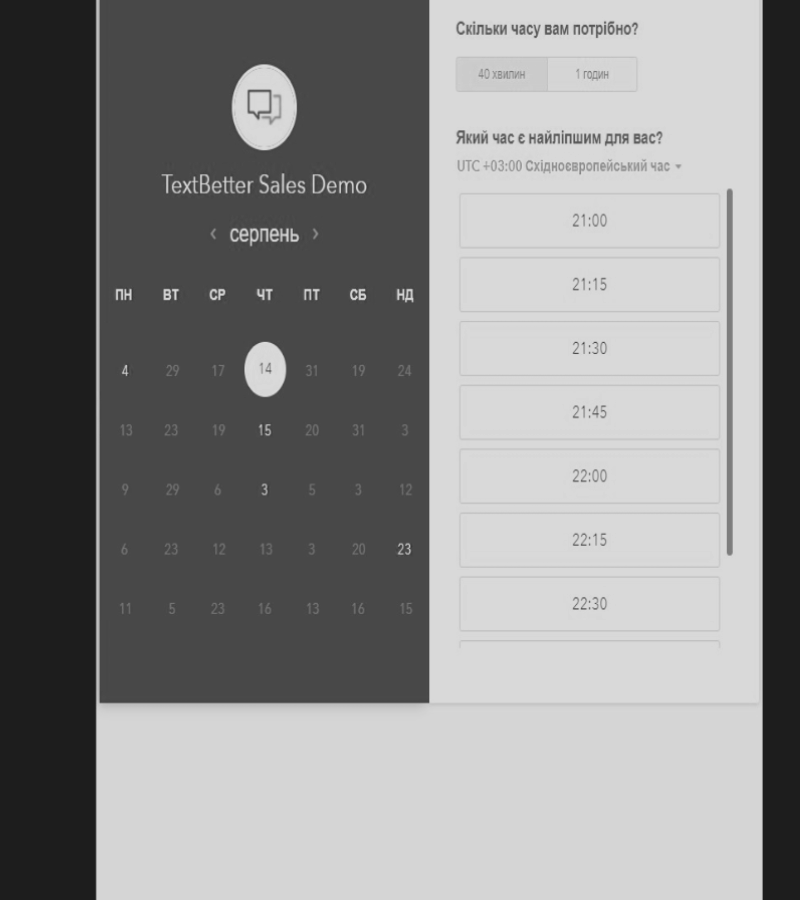 TextBetter Sales Demo
‹ серпень ›
ПН ВТ СР ЧТ ПТ СБ НД
4 29 17 14 31 19 24
13 23 19 15 20 31 3
9 29 6 3 5 3 12
6 23 12 13 3 20 23
11 5 23 16 13 16 15
Скільки часу вам потрібно?
40 хвилин 1 годин
Який час є найліпшим для вас?
UTC +03:00 Східноєвропейський час
21:00
21:15
21:30
21:45
22:00
22:15
22:30